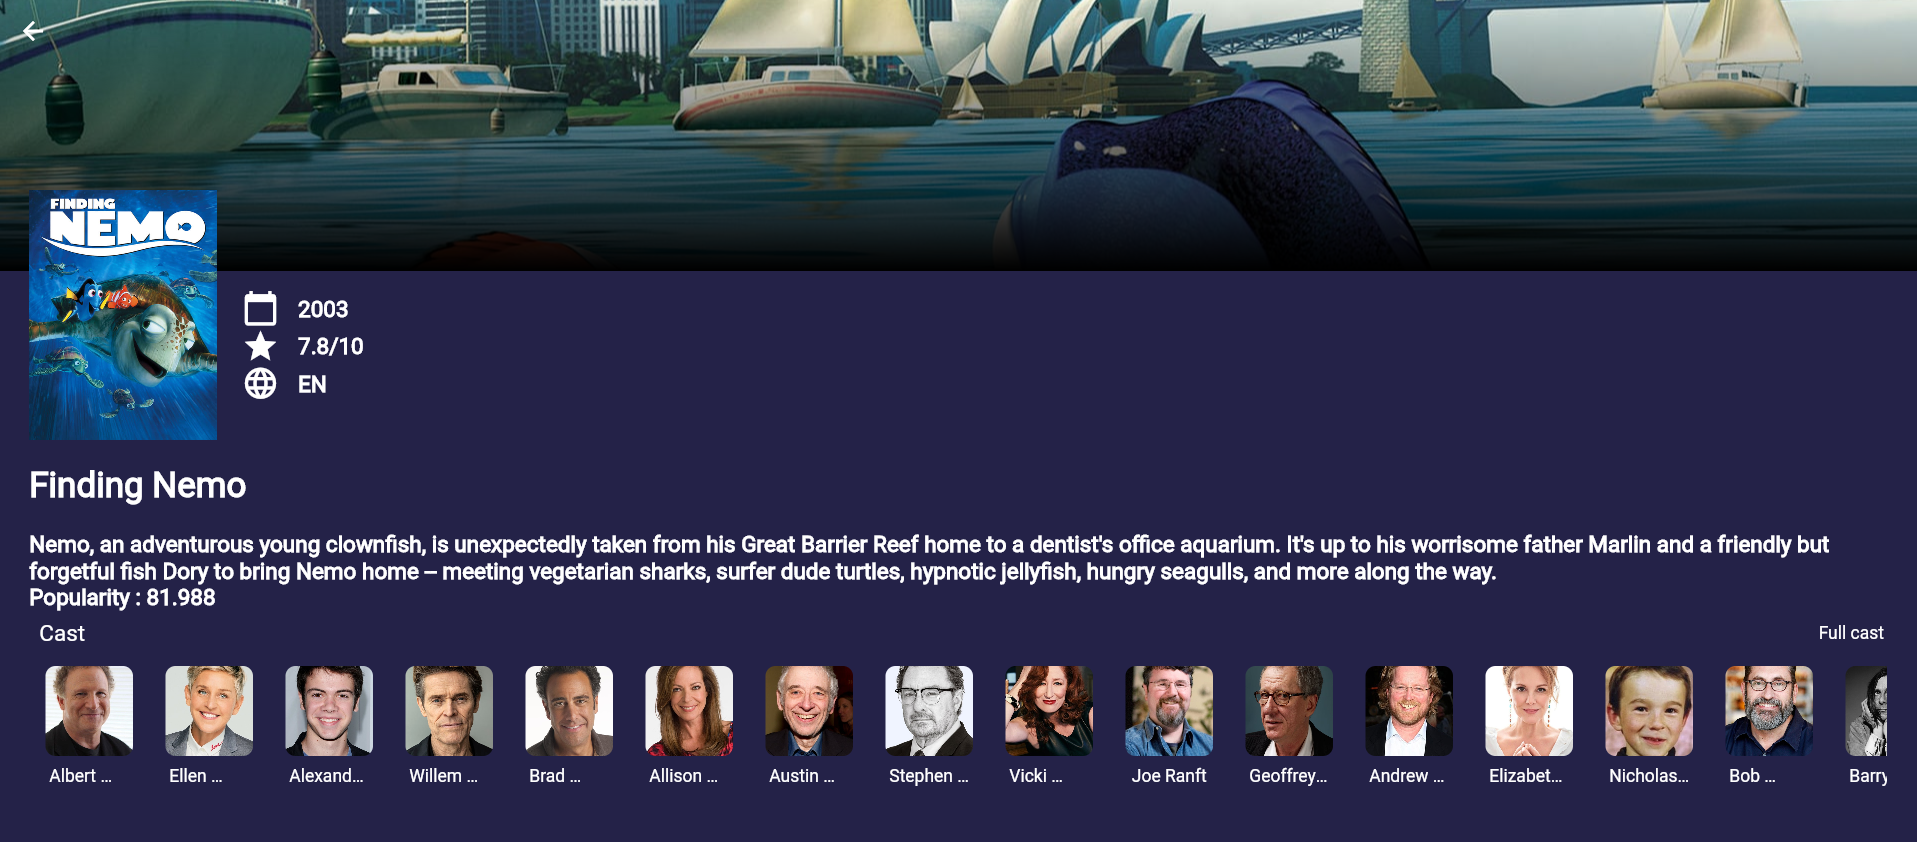 FINDING
NEMO
2003
7.8/10
EN
Finding Nemo
Nemo, an adventurous young clownfish, is unexpectedly taken from his Great Barrier Reef home to a dentist's office aquarium. It's up to his worrisome father Marlin and a friendly but
forgetful fish Dory to bring Nemo home – meeting vegetarian sharks, surfer dude turtles, hypnotic jellyfish, hungry seagulls, and more along the way.
Popularity : 81.988
Cast
Full cast
Albert ...
Ellen ...
Alexand...
Willem ...
Brad ...
Allison ...
Austin ...
Stephen ...
Vicki ...
Joe Ranft
Geoffrey...
Andrew ...
Elizabet...
Nicholas...
Bob ...
Barry